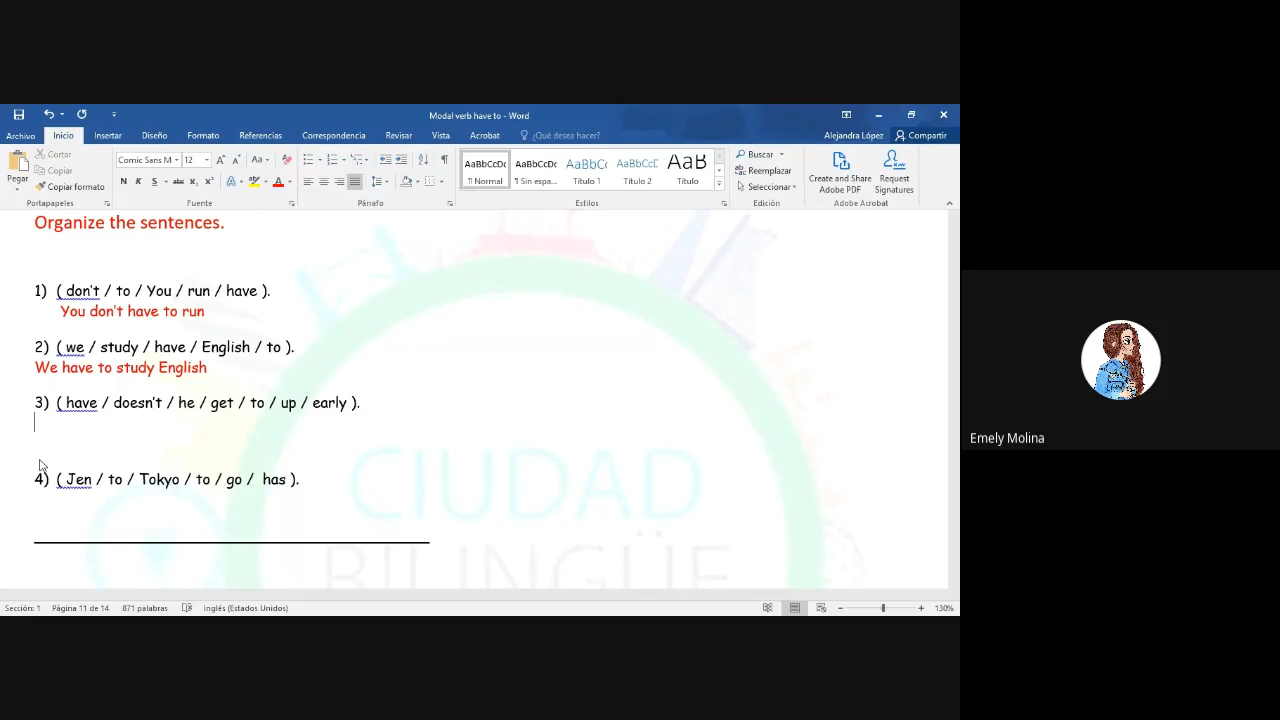 Modal verb have to - Word
Archivo Inicio Insertar Diseño Formato Referencias Correspondencia Revisar Vista Acrobat ¿Qué desea hacer? Alejandra López Compartir
Pegar
Cortar
Copiar
Copiar formato
Portapapeles
Comic Sans M 12
N K S abc x₂ x²
Fuente
Párrafo
AaBbCcDc AaBbCcDc AaBbCc AaBbCcD AaB
¶ Normal ¶ Sin espa... Título 1 Título 2 Título
Estilos
Buscar
Reemplazar
Seleccionar
Edición
Create and Share Adobe PDF
Request Signatures
Adobe Acrobat
Organize the sentences.
1) ( don't / to / You / run / have ).
You don't have to run
2) ( we / study / have / English / to ).
We have to study English
3) ( have / doesn't / he / get / to / up / early ).
4) ( Jen / to / Tokyo / to / go / has ).
CIUDAD
BILINGÜE
Sección: 1 Página 11 de 14 871 palabras Inglés (Estados Unidos) 130%
Emely Molina